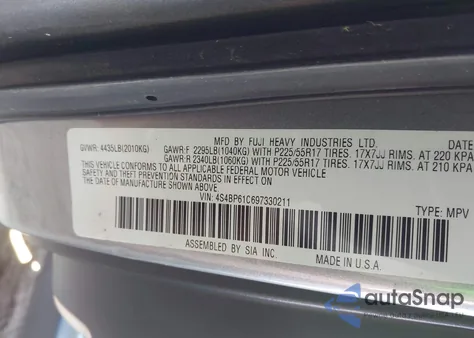 MFD BY FUJI HEAVY INDUSTRIES LTD.
GVWR: 4435LB(2010KG) GAWR:F 2295LB(1040KG) WITH P225/55R17 TIRES. 17X7JJ RIMS. AT 220 KPA
GAWR:R 2340LB(1060KG) WITH P225/55R17 TIRES. 17X7JJ RIMS. AT 210 KPA
THIS VEHICLE CONFORMS TO ALL APPLICABLE FEDERAL MOTOR VEHICLE
SAFETY AND THEFT PREVENTION STANDARDS IN EFFECT ON
THE DATE OF MANUFACTURE SHOWN ABOVE.
VIN: 4S4BP61C697330211 TYPE: MPV
ASSEMBLED BY SIA INC. MADE IN U.S.A.
autoSnap